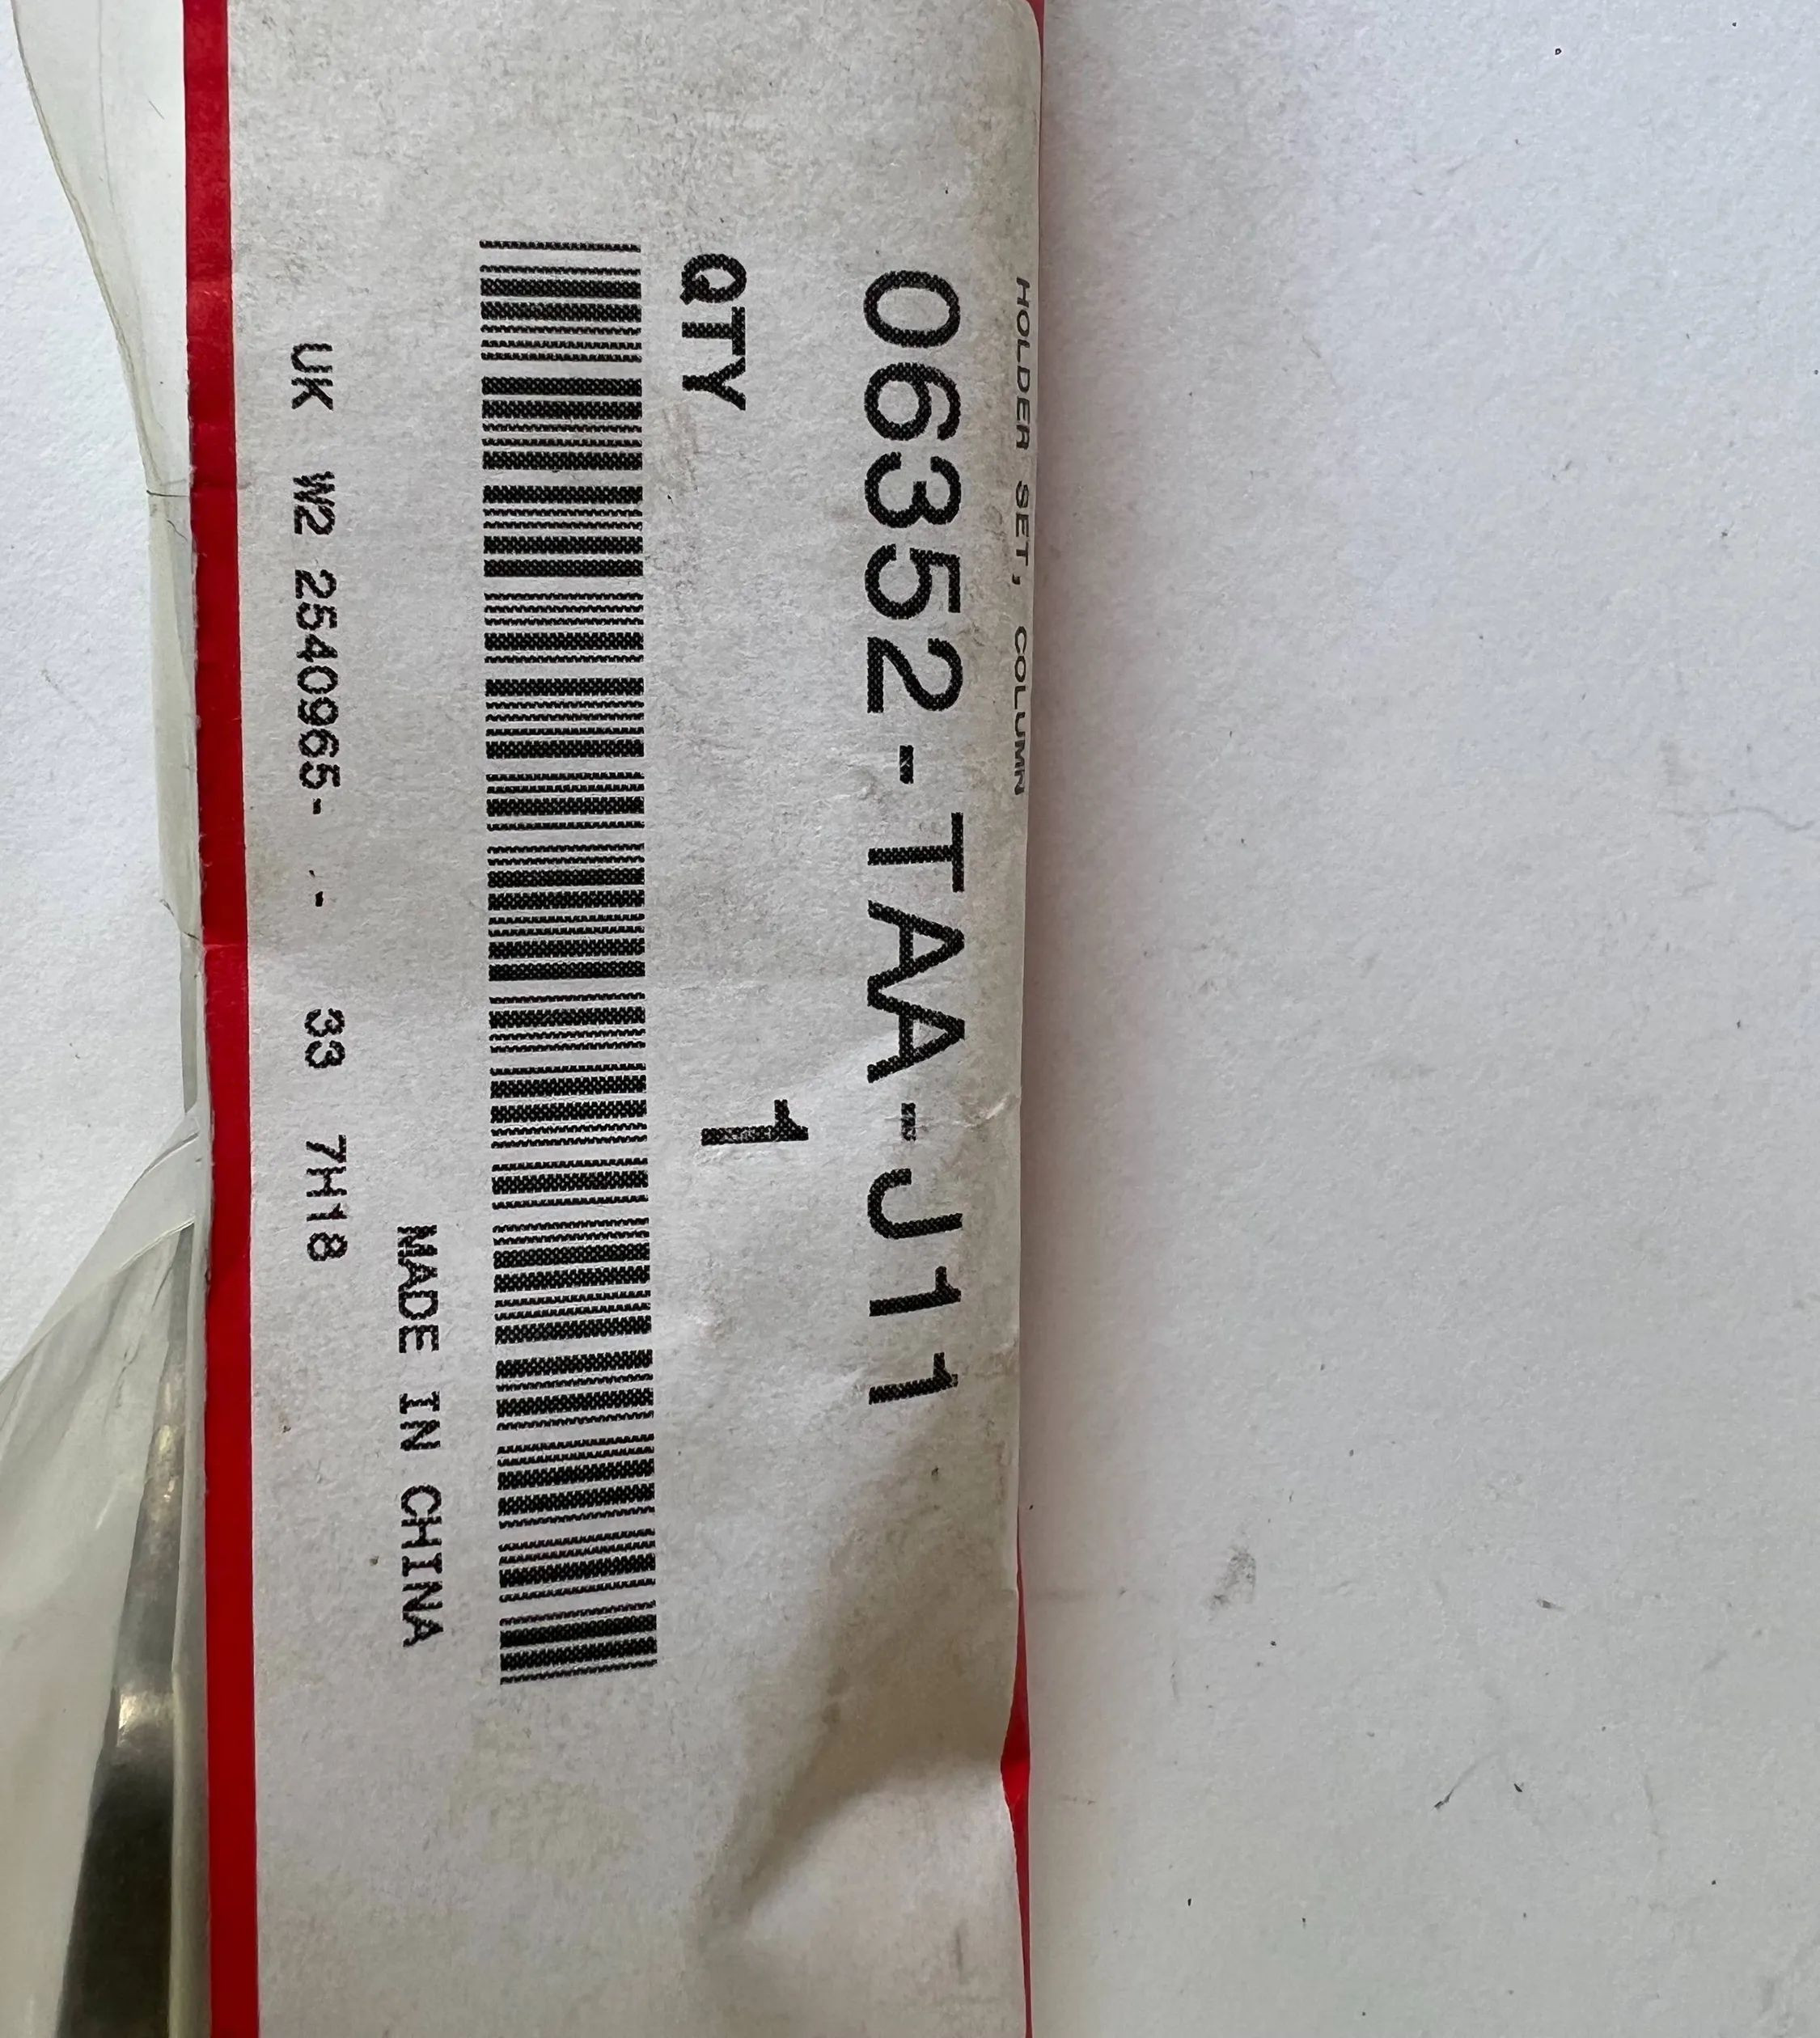 HOLDER SET, COLUMN
06352-TAA-J11
QTY 1
MADE IN CHINA
UK W2 2540965- -- 33 7H18